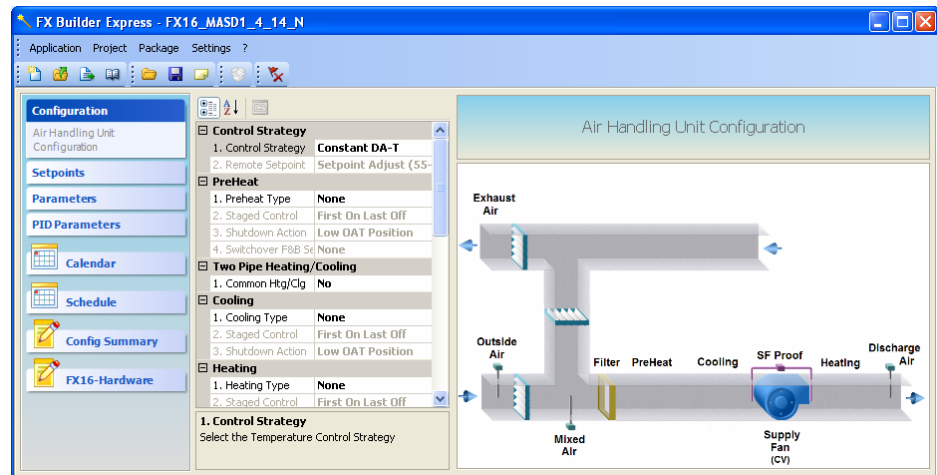 FX Builder Express - FX16_MASD1_4_14_N
Application Project Package Settings ?
Configuration
Air Handling Unit
Configuration
Setpoints
Parameters
PID Parameters
Calendar
Schedule
Config Summary
FX16-Hardware
Control Strategy
1. Control Strategy Constant DA-T
2. Remote Setpoint Setpoint Adjust (55-
PreHeat
1. Preheat Type None
2. Staged Control First On Last Off
3. Shutdown Action Low OAT Position
4. Switchover F&B Se None
Two Pipe Heating/Cooling
1. Common Htg/Clg No
Cooling
1. Cooling Type None
2. Staged Control First On Last Off
3. Shutdown Action Low OAT Position
Heating
1. Heating Type None
2. Staged Control First On Last Off
1. Control Strategy
Select the Temperature Control Strategy
Air Handling Unit Configuration
Exhaust
Air
Outside
Air
Filter PreHeat Cooling SF Proof Heating
Discharge
Air
Mixed
Air
Supply
Fan
(CV)